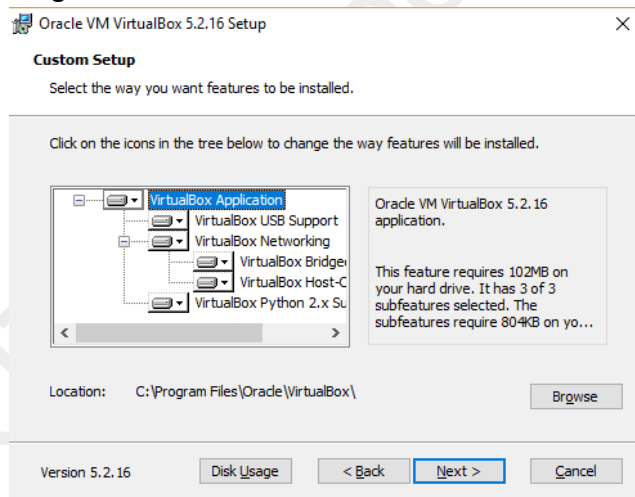 Oracle VM VirtualBox 5.2.16 Setup
Custom Setup
Select the way you want features to be installed.
Click on the icons in the tree below to change the way features will be installed.
VirtualBox Application
VirtualBox USB Support
VirtualBox Networking
VirtualBox Bridge
VirtualBox Host-C
VirtualBox Python 2.x Su
Oracle VM VirtualBox 5.2.16
application.
This feature requires 102MB on
your hard drive. It has 3 of 3
subfeatures selected. The
subfeatures require 804KB on yo...
Location: C:\Program Files\Oracle\VirtualBox\
Browse
Version 5.2.16 Disk Usage < Back Next > Cancel